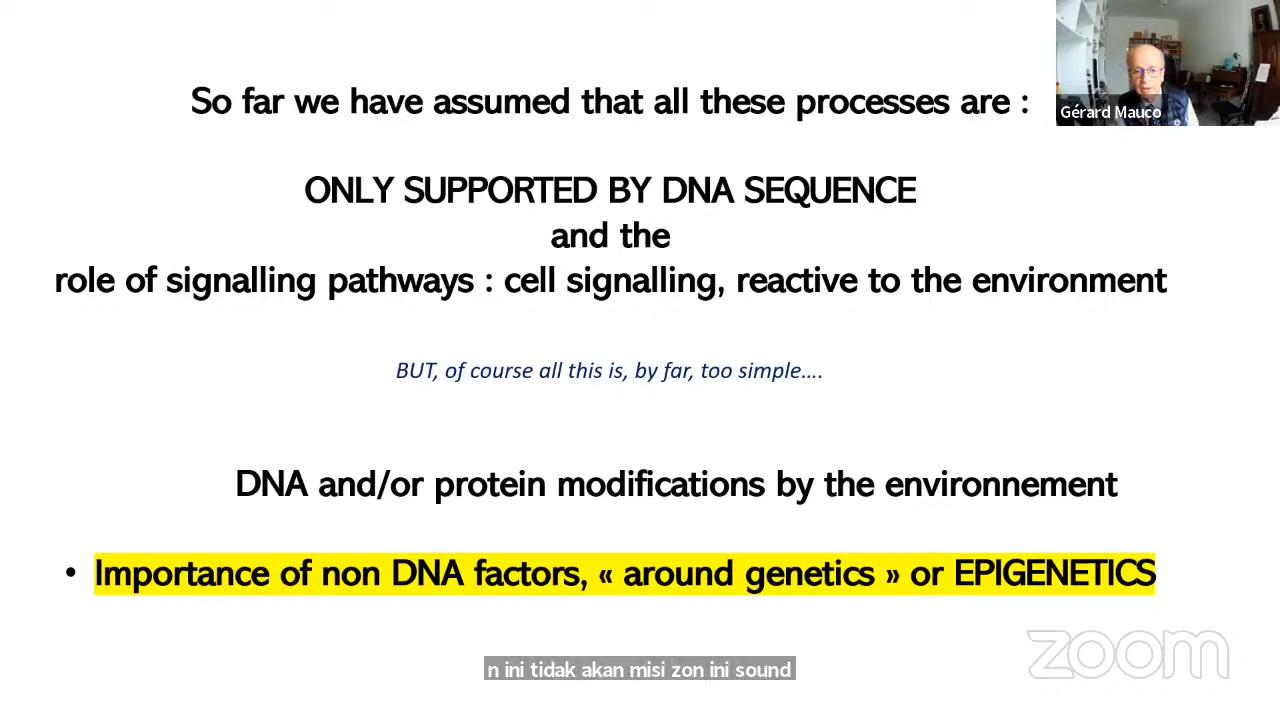 So far we have assumed that all these processes are :
Gérard Mauco
ONLY SUPPORTED BY DNA SEQUENCE
and the
role of signalling pathways : cell signalling, reactive to the environment
BUT, of course all this is, by far, too simple....
DNA and/or protein modifications by the environnement
• Importance of non DNA factors, « around genetics » or EPIGENETICS
zoom
n ini tidak akan misi zon ini sound